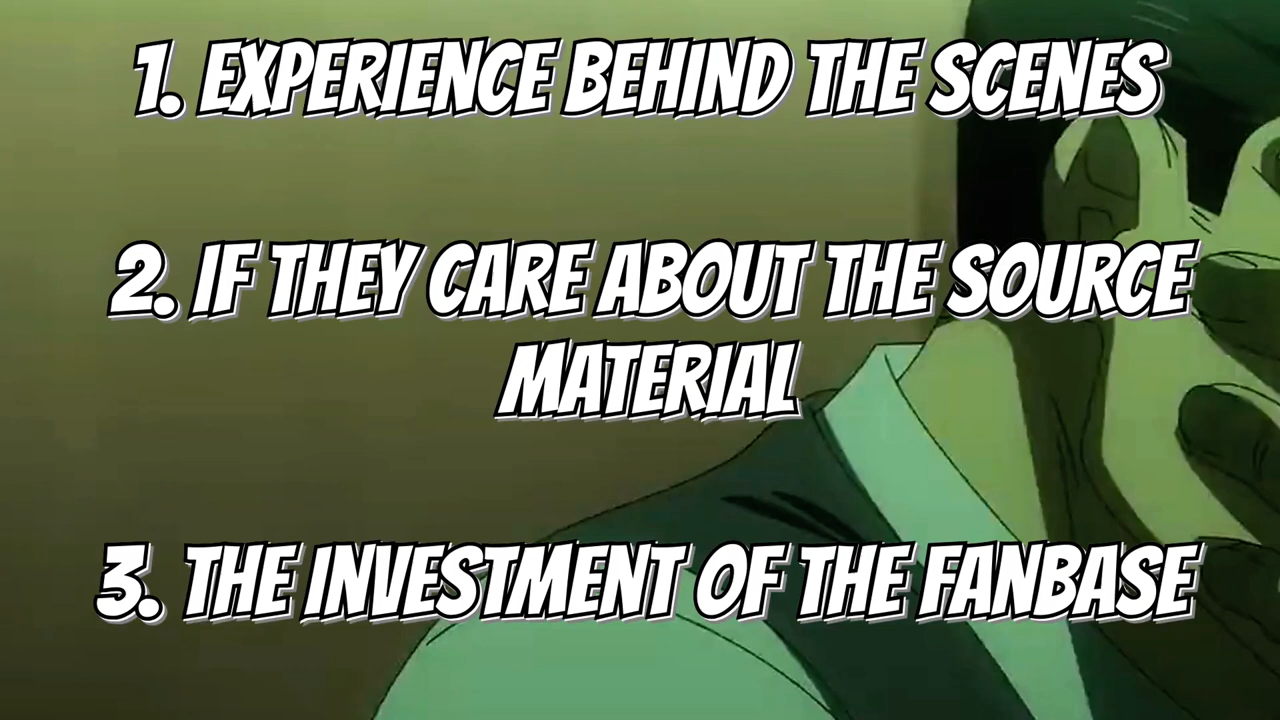 1. EXPERIENCE BEHIND THE SCENES
2. IF THEY CARE ABOUT THE SOURCE
MATERIAL
3. THE INVESTMENT OF THE FANBASE